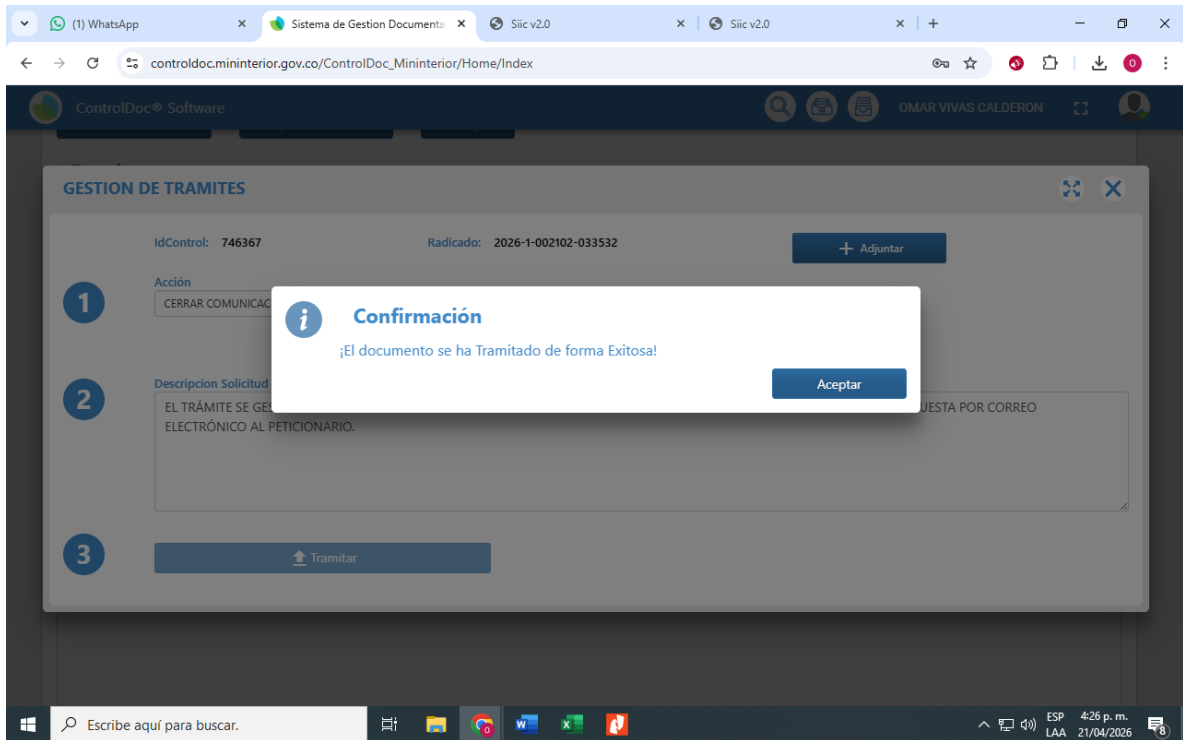 (1) WhatsApp
Sistema de Gestion Documenta
Siic v2.0
Siic v2.0
controldoc.mininterior.gov.co/ControlDoc_Mininterior/Home/Index
O
ControlDoc® Software
OMAR VIVAS CALDERON
GESTION DE TRAMITES
IdControl: 746367
Radicado: 2026-1-002102-033532
+ Adjuntar
1
Acción
CERRAR COMUNICAC
i
Confirmación
¡El documento se ha Tramitado de forma Exitosa!
Aceptar
2
Descripcion Solicitud
EL TRÁMITE SE GES
UESTA POR CORREO
ELECTRÓNICO AL PETICIONARIO.
3
Tramitar
Escribe aquí para buscar.
ESP
LAA
4:26 p. m.
21/04/2026
8